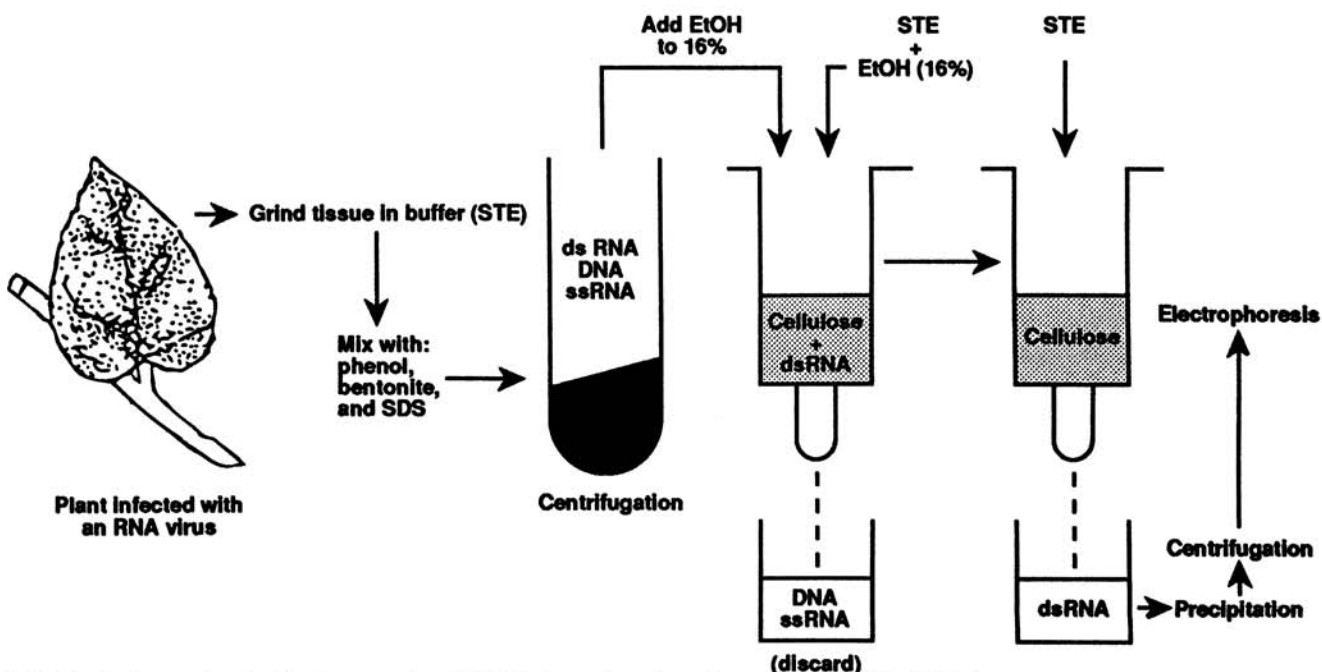 Add EtOH
to 16%
STE
+
EtOH (16%)
STE
Grind tissue in buffer (STE)
ds RNA
DNA
ssRNA
Mix with:
phenol,
bentonite,
and SDS
Cellulose
+
dsRNA
Cellulose
Electrophoresis
Plant infected with
an RNA virus
Centrifugation
DNA
ssRNA
(discard)
dsRNA
Precipitation
Centrifugation